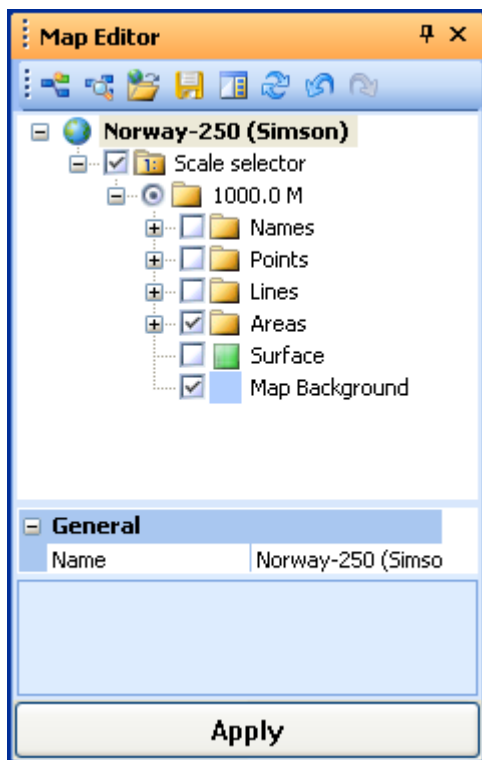 Map Editor
Norway-250 (Simson)
1:
Scale selector
1000.0 M
Names
Points
Lines
Areas
Surface
Map Background
General
Name Norway-250 (Simso
Apply